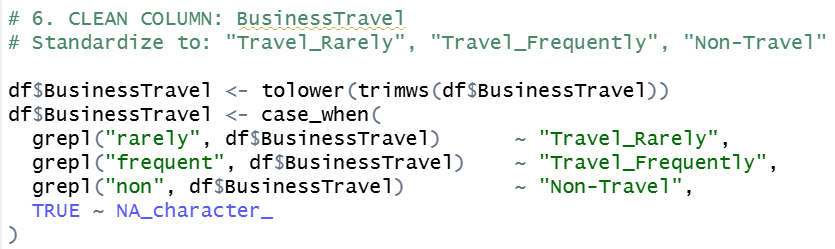 # 6. CLEAN COLUMN: BusinessTravel
# Standardize to: "Travel_Rarely", "Travel_Frequently", "Non-Travel"
df$BusinessTravel <- tolower(trimws(df$BusinessTravel))
df$BusinessTravel <- case_when(
  grepl("rarely", df$BusinessTravel)      ~ "Travel_Rarely",
  grepl("frequent", df$BusinessTravel)    ~ "Travel_Frequently",
  grepl("non", df$BusinessTravel)         ~ "Non-Travel",
  TRUE ~ NA_character_
)